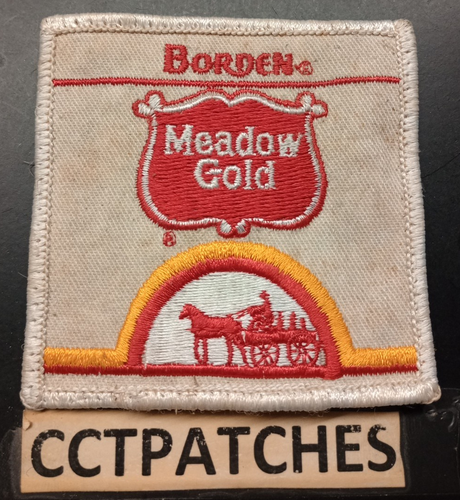 BORDEN®
Meadow
Gold
®
CCTPATCHES